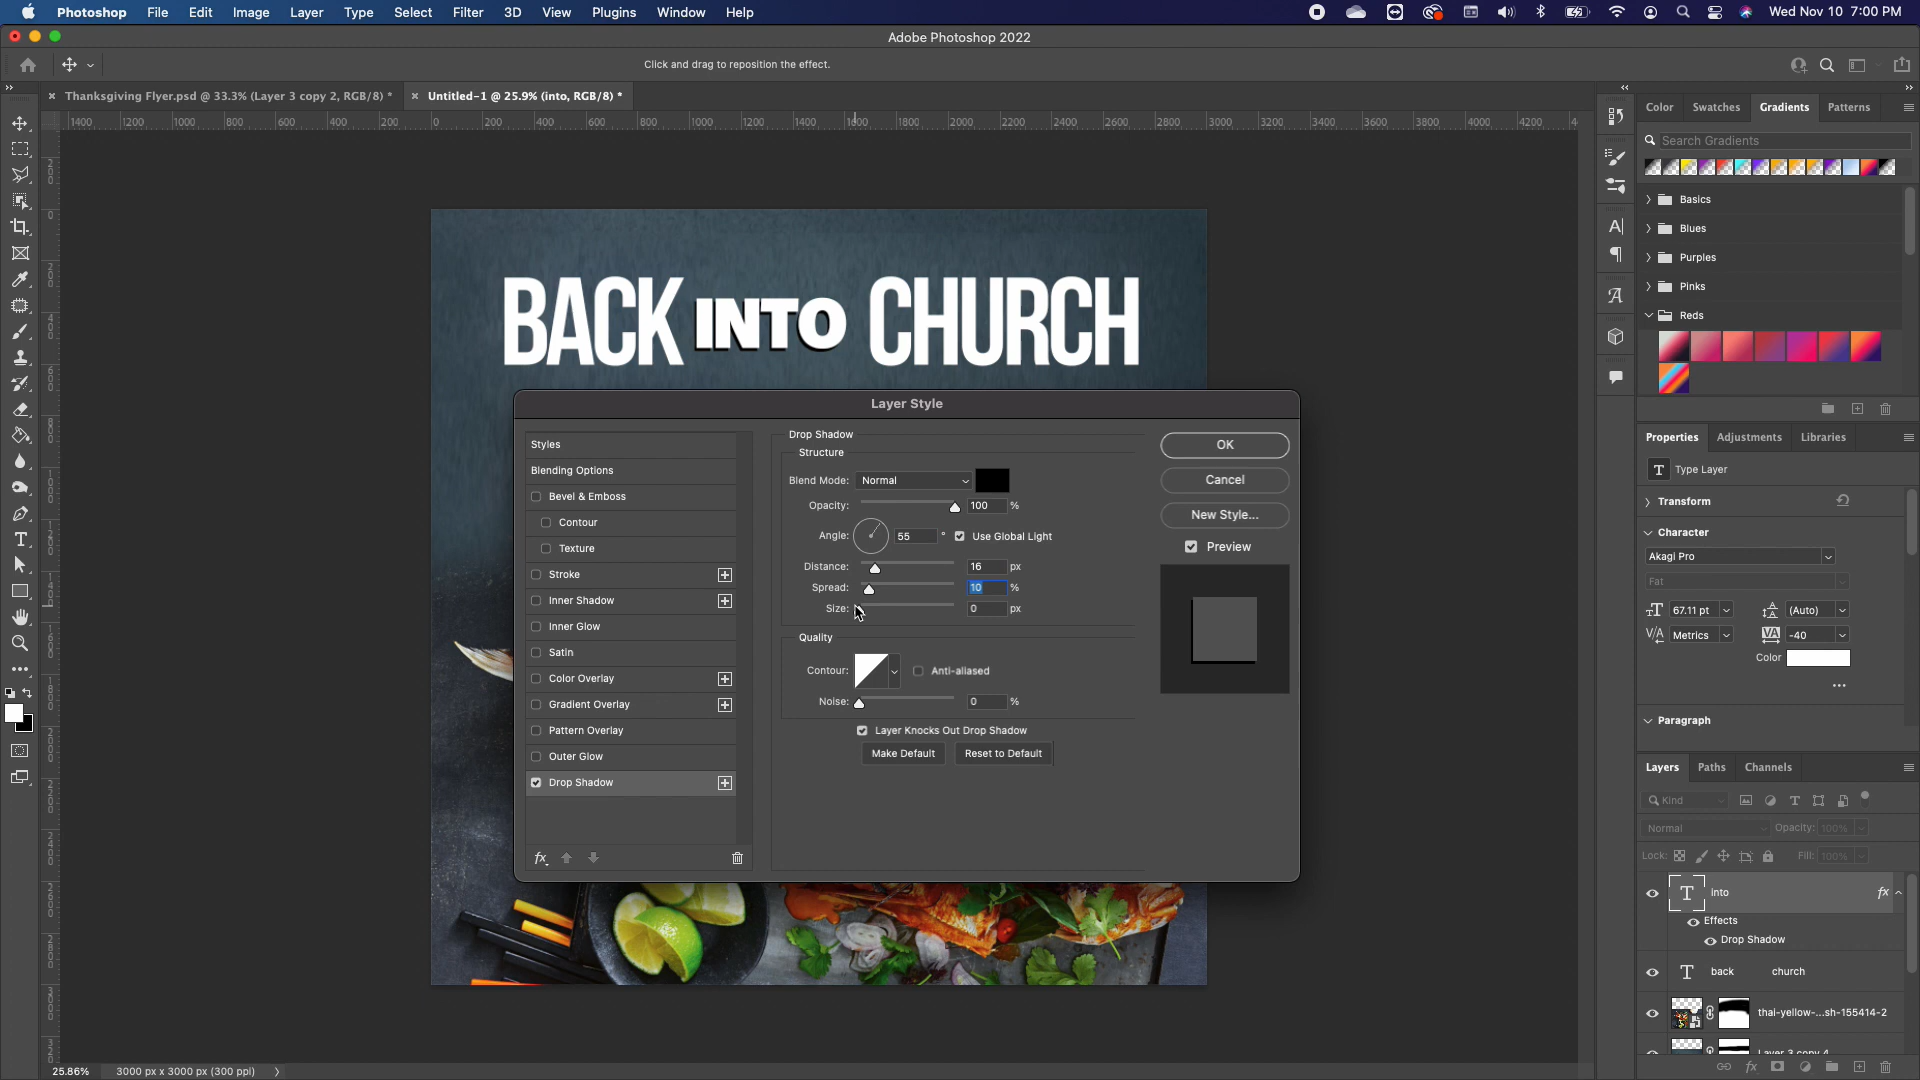 Photoshop File Edit Image Layer Type Select Filter 3D View Plugins Window Help Wed Nov 10 7:00 PM
Adobe Photoshop 2022
Click and drag to reposition the effect.
Thanksgiving Flyer.psd @ 33.3% (Layer 3 copy 2, RGB/8) * Untitled-1 @ 25.9% (into, RGB/8) *
Color Swatches Gradients Patterns
Search Gradients
Basics
Blues
Purples
Pinks
Reds
BACK INTO CHURCH
Layer Style
Styles
Blending Options
Bevel & Emboss
Contour
Texture
Stroke
Inner Shadow
Inner Glow
Satin
Color Overlay
Gradient Overlay
Pattern Overlay
Outer Glow
Drop Shadow
fx
Drop Shadow
Structure
Blend Mode: Normal
Opacity: 100 %
Angle: 55 ° Use Global Light
Distance: 16 px
Spread: 10 %
Size: 0 px
Quality
Contour: Anti-aliased
Noise: 0 %
Layer Knocks Out Drop Shadow
Make Default Reset to Default
OK
Cancel
New Style...
Preview
Properties Adjustments Libraries
T Type Layer
Transform
Character
Akagi Pro
Fat
67.11 pt (Auto)
Metrics -40
Color
Paragraph
Layers Paths Channels
Kind
Normal Opacity: 100%
Lock: Fill: 100%
T into fx
Effects
Drop Shadow
T back church
thai-yellow-...sh-155414-2
Layer 3 copy 4
25.86% 3000 px x 3000 px (300 ppi)